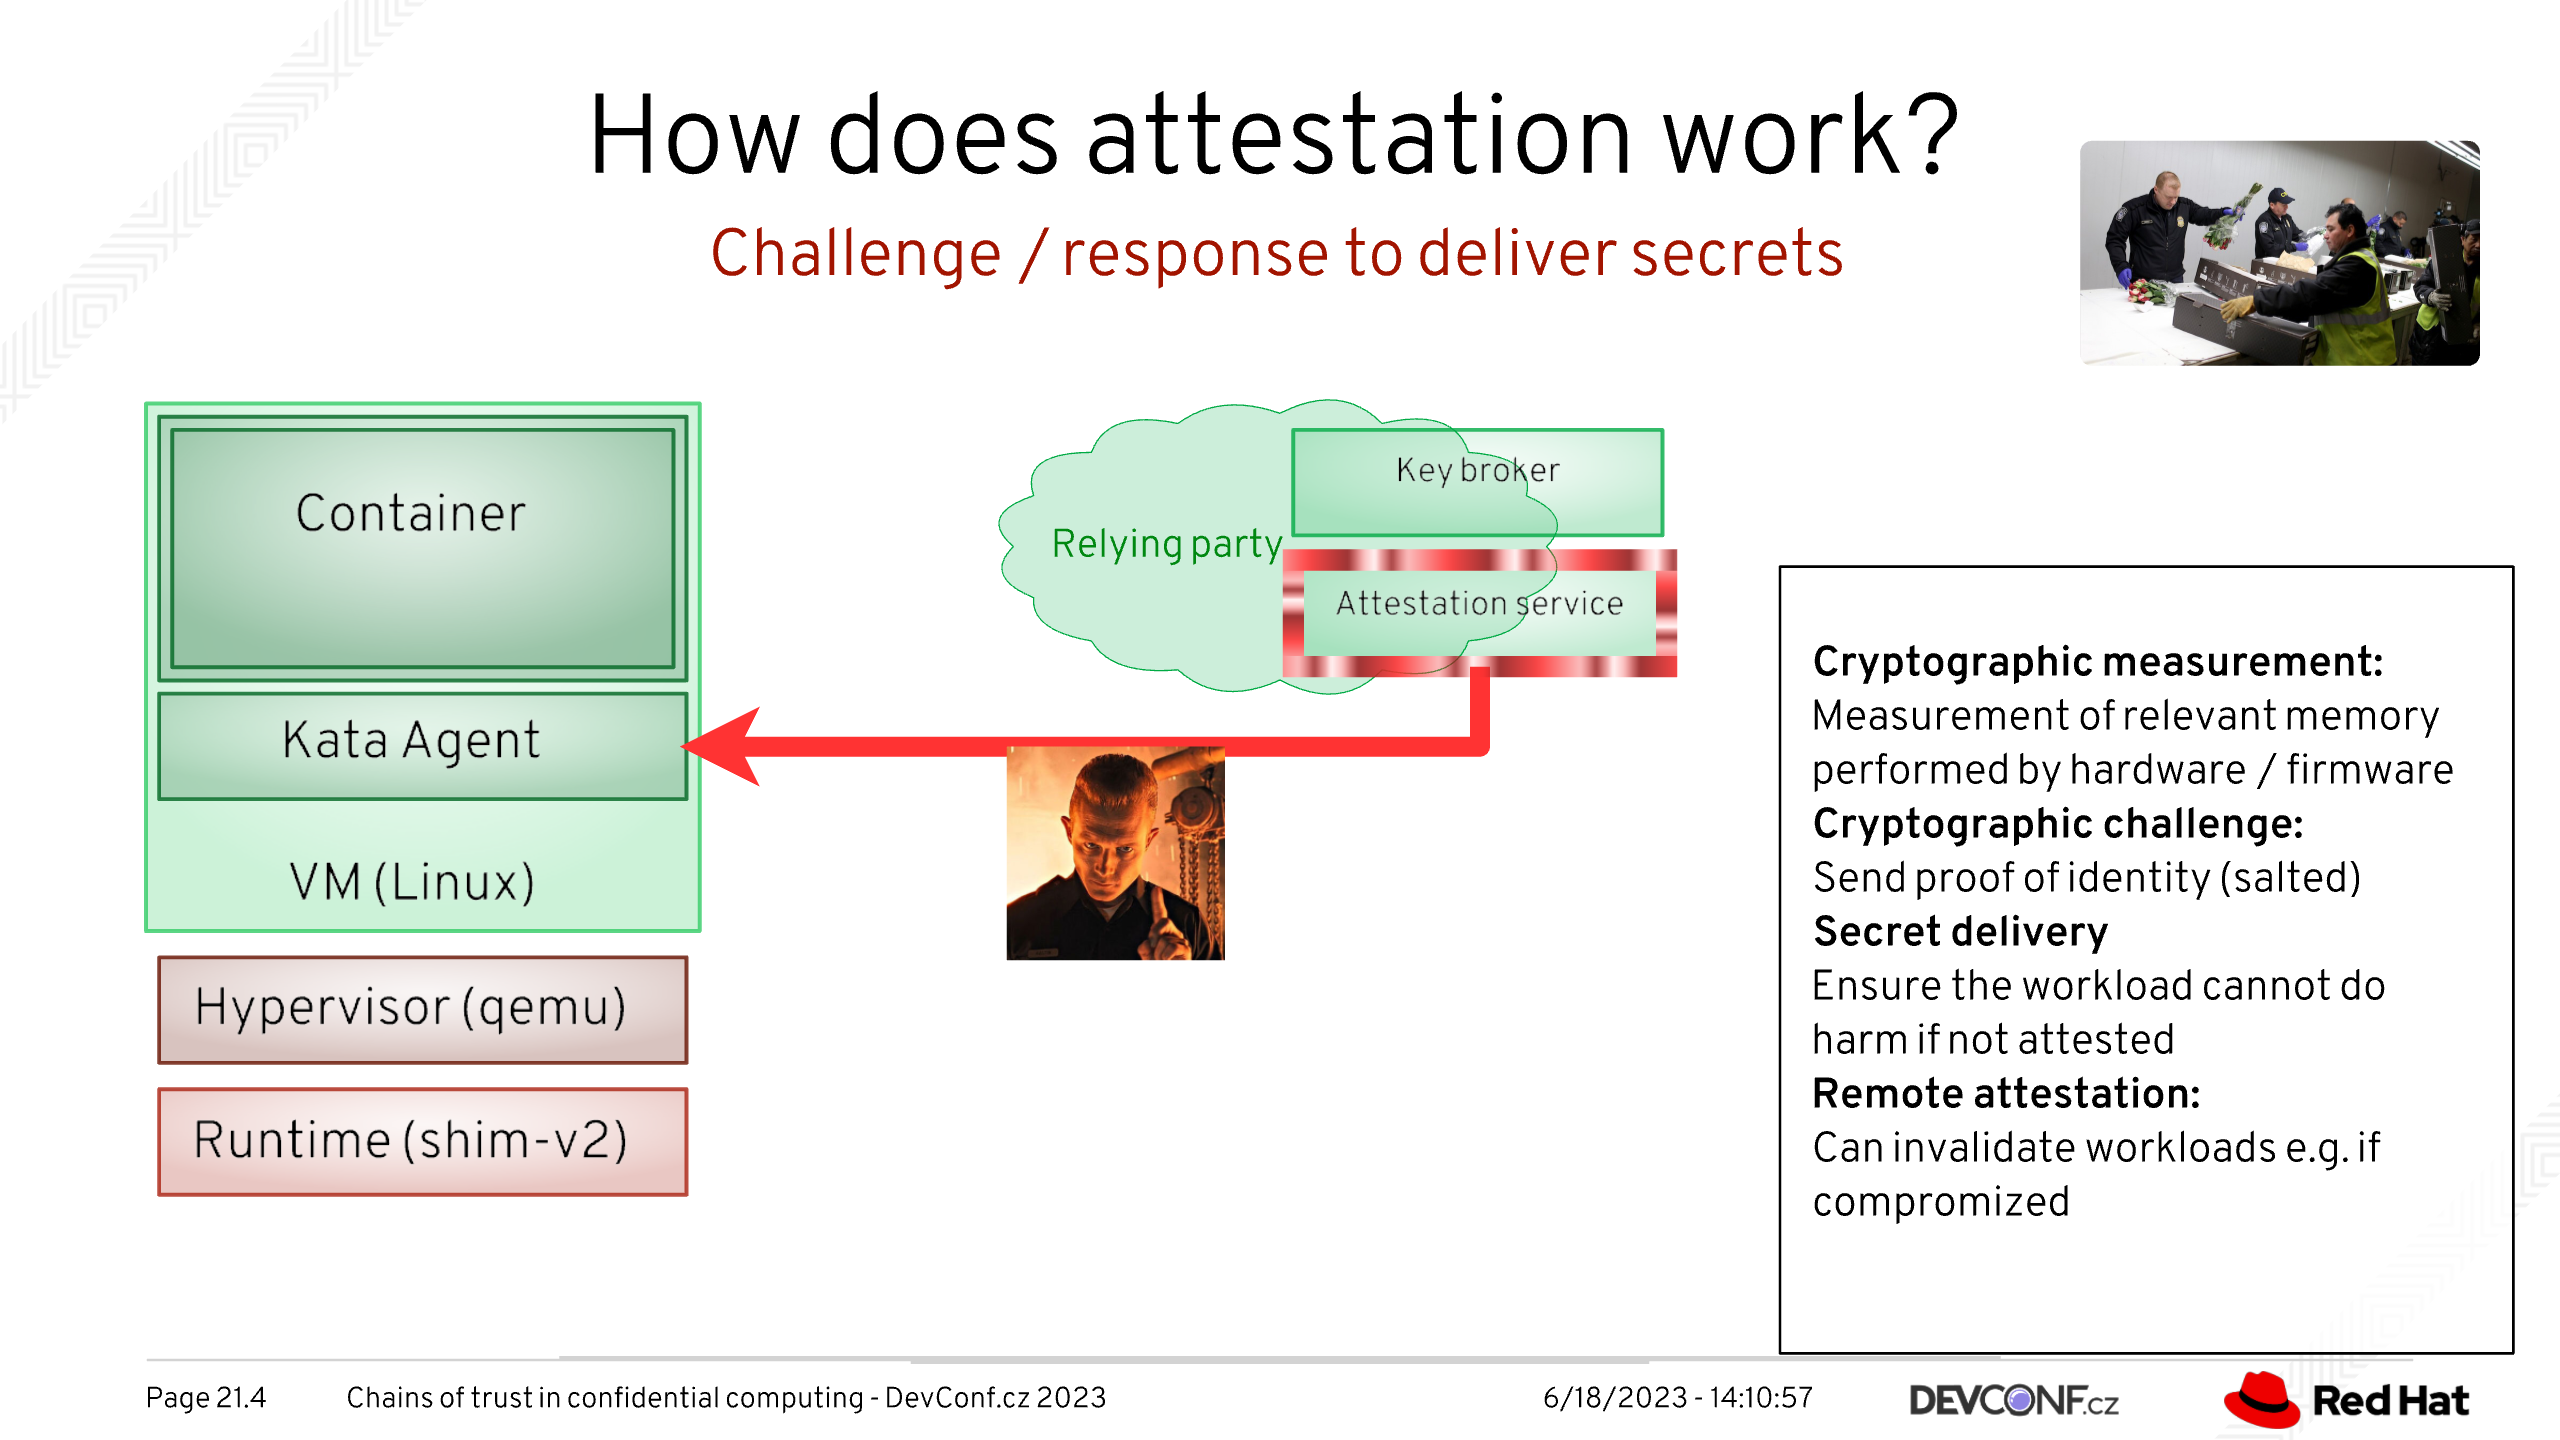 How does attestation work?
Challenge / response to deliver secrets
Container
Kata Agent
VM (Linux)
Hypervisor (qemu)
Runtime (shim-v2)
Relying party
Key broker
Attestation service
Cryptographic measurement:
Measurement of relevant memory
performed by hardware / firmware
Cryptographic challenge:
Send proof of identity (salted)
Secret delivery
Ensure the workload cannot do
harm if not attested
Remote attestation:
Can invalidate workloads e.g. if
compromized
Page 21.4
Chains of trust in confidential computing - DevConf.cz 2023
6/18/2023 - 14:10:57
DEVCONF.cz
Red Hat